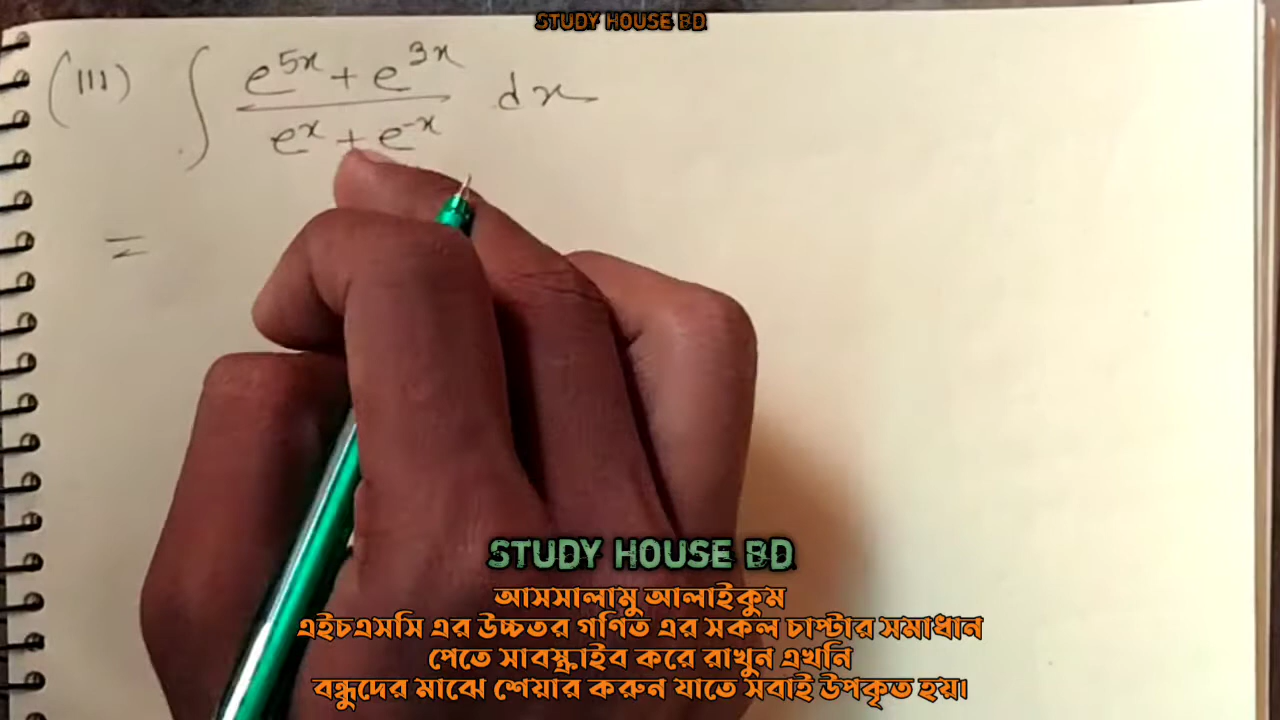 STUDY HOUSE BD
(III) ∫ (e^{5x} + e^{3x}) / (e^{x} + e^{-x}) dx
=
STUDY HOUSE BD
আসসালামু আলাইকুম
এইচএসসি এর উচ্চতর গণিত এর সকল চাপ্টার সমাধান
পেতে সাবস্ক্রাইব করে রাখুন এখনি
বন্ধুদের মাঝে শেয়ার করুন যাতে সবাই উপকৃত হয়।